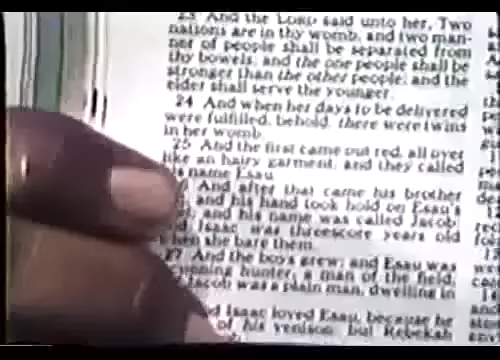 23 And the LORD said unto her, Two
nations are in thy womb, and two man-
ner of people shall be separated from
thy bowels; and the one people shall be
stronger than the other people; and the
elder shall serve the younger.
24 And when her days to be delivered
were fulfilled, behold, there were twins
in her womb.
25 And the first came out red, all over
like an hairy garment; and they called
his name Esau.
And after that came his brother
and his hand took hold on Esau's
and his name was called Jacob
Isaac was threescore years old
when she bare them.
27 And the boys grew: and Esau was
cunning hunter, a man of the field;
Jacob was a plain man, dwelling in
Isaac loved Esau, because he
of his venison: but Rebekah